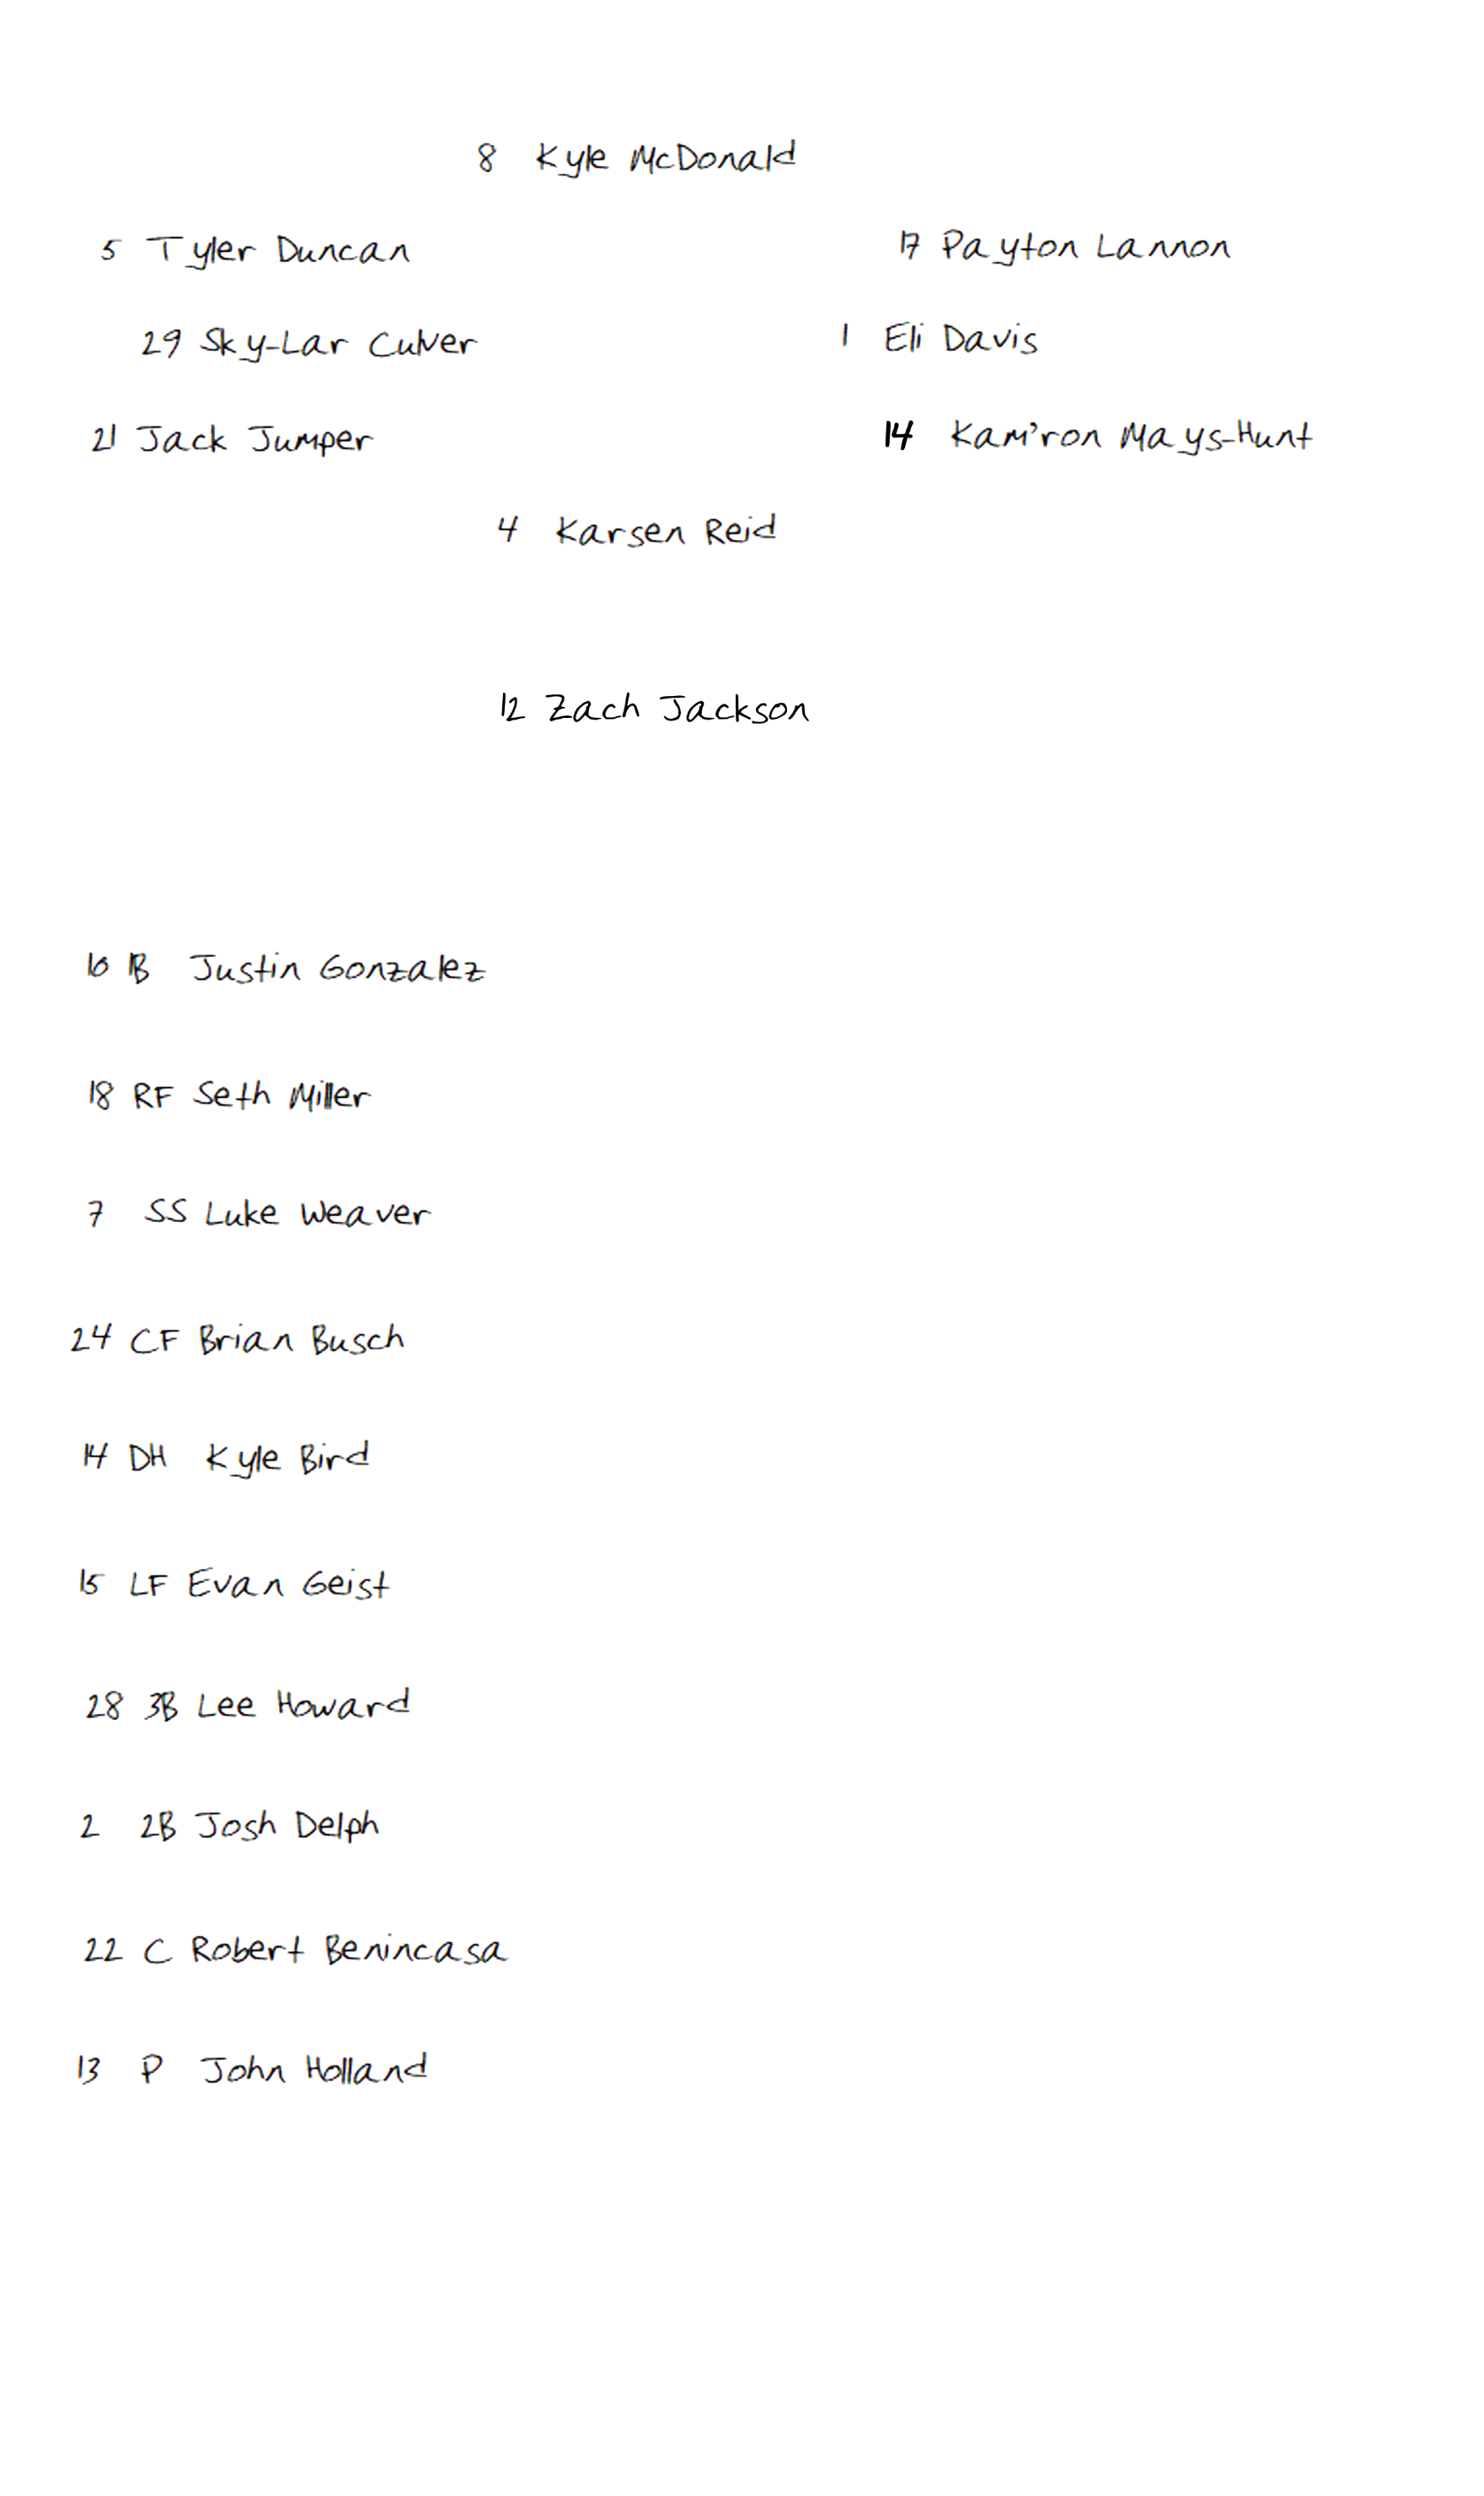 8 Kyle McDonald
5 Tyler Duncan
17 Payton Lannon
29 Sky-Lar Culver
1 Eli Davis
21 Jack Jumper
14 Kam'ron Mays-Hunt
4 Karsen Reid
12 Zach Jackson
16 1B Justin Gonzalez
18 RF Seth Miller
7 SS Luke Weaver
24 CF Brian Busch
14 DH Kyle Bird
15 LF Evan Geist
28 3B Lee Howard
2 2B Josh Delph
22 C Robert Benincasa
13 P John Holland